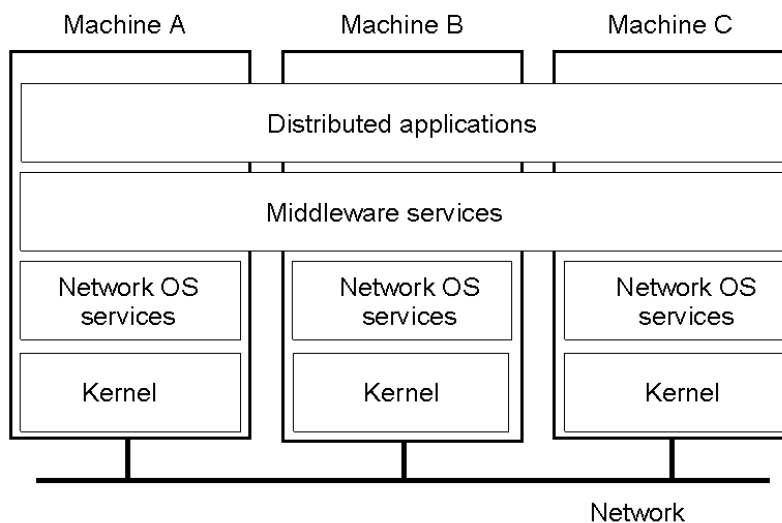 Machine A
Machine B
Machine C
Distributed applications
Middleware services
Network OS
services
Network OS
services
Network OS
services
Kernel
Kernel
Kernel
Network